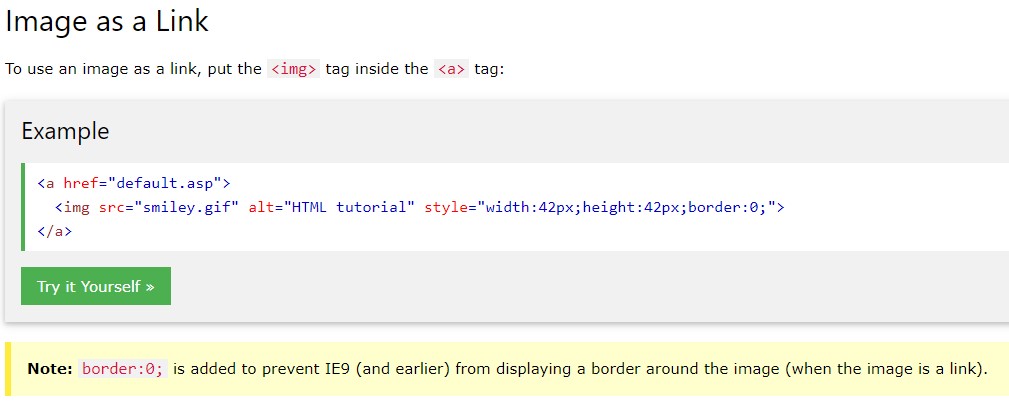 Image as a Link
To use an image as a link, put the <img> tag inside the <a> tag:
Example
<a href="default.asp">
  <img src="smiley.gif" alt="HTML tutorial" style="width:42px;height:42px;border:0;">
</a>
Try it Yourself »
Note: border:0; is added to prevent IE9 (and earlier) from displaying a border around the image (when the image is a link).